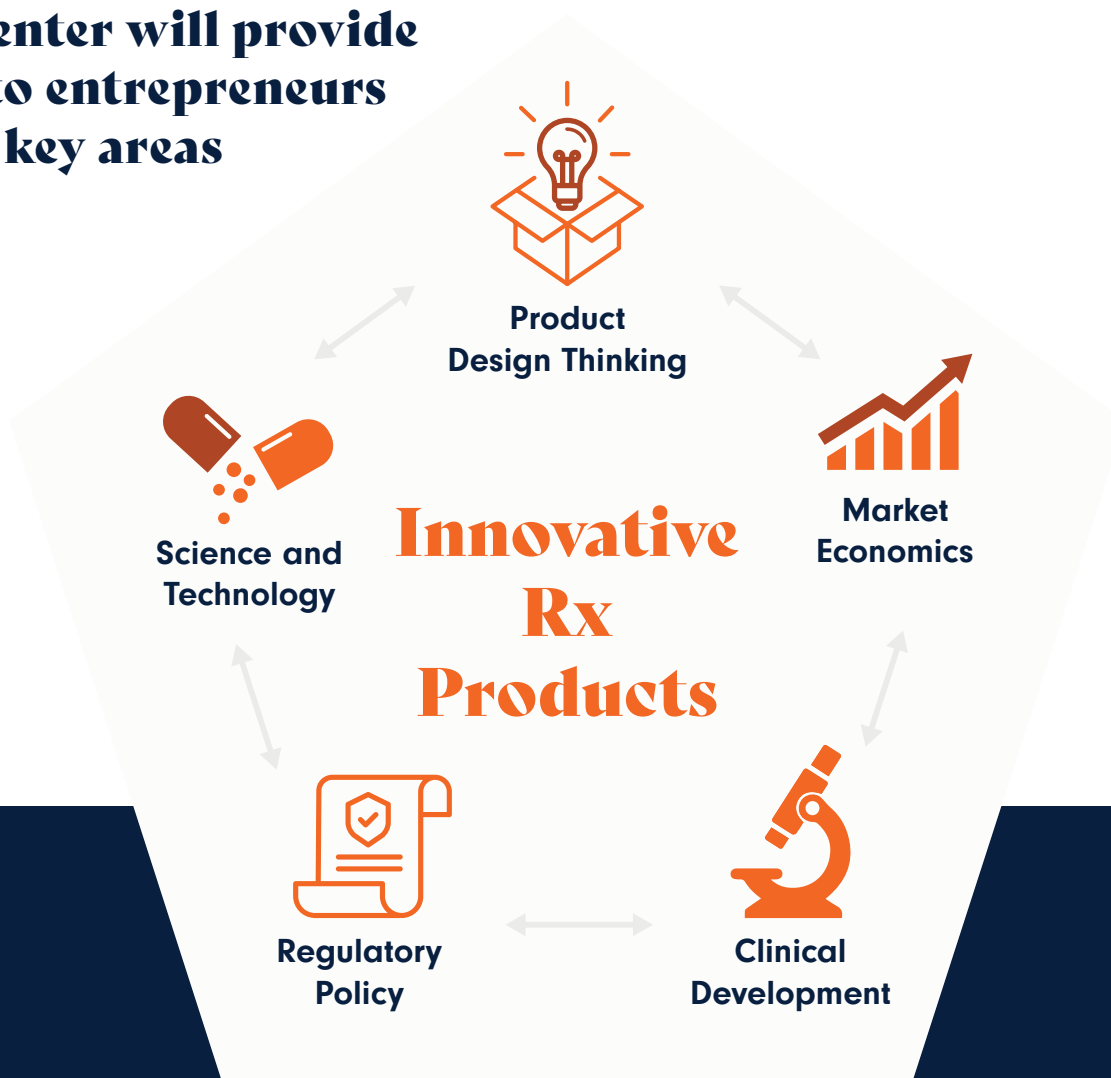 enter will provide
to entrepreneurs
key areas
Product
Design Thinking
Market
Economics
Science and
Technology
Innovative
Rx
Products
Regulatory
Policy
Clinical
Development